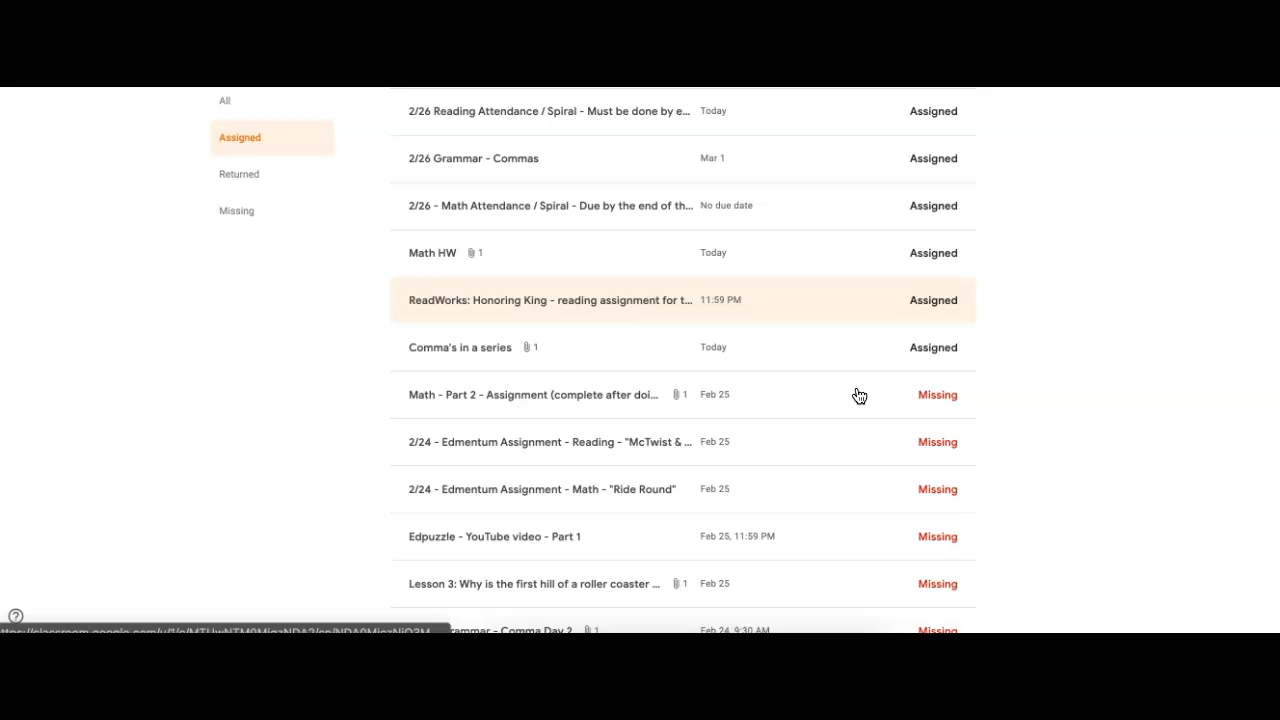 All
Assigned
Returned
Missing
2/26 Reading Attendance / Spiral - Must be done by e... Today Assigned
2/26 Grammar - Commas Mar 1 Assigned
2/26 - Math Attendance / Spiral - Due by the end of th... No due date Assigned
Math HW 1 Today Assigned
ReadWorks: Honoring King - reading assignment for t... 11:59 PM Assigned
Comma's in a series 1 Today Assigned
Math - Part 2 - Assignment (complete after doi... 1 Feb 25 Missing
2/24 - Edmentum Assignment - Reading - "McTwist & ... Feb 25 Missing
2/24 - Edmentum Assignment - Math - "Ride Round" Feb 25 Missing
Edpuzzle - YouTube video - Part 1 Feb 25, 11:59 PM Missing
Lesson 3: Why is the first hill of a roller coaster ... 1 Feb 25 Missing
- Comma Day 2 1 Feb 24, 9:30 AM Missing